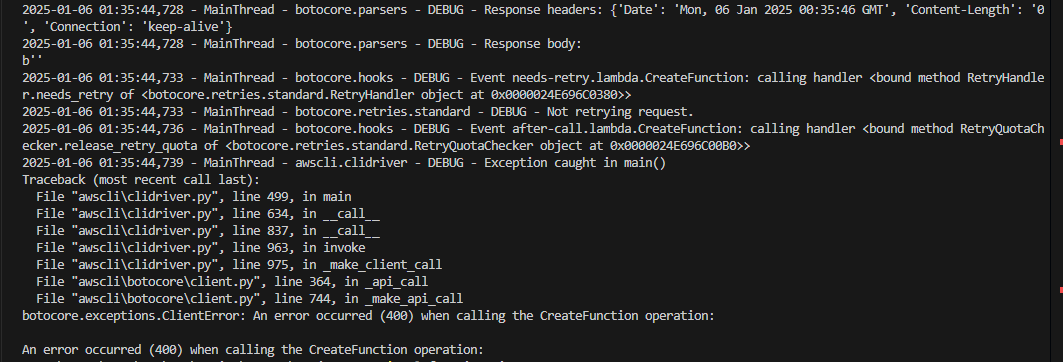 2025-01-06 01:35:44,728 - MainThread - botocore.parsers - DEBUG - Response headers: {'Date': 'Mon, 06 Jan 2025 00:35:46 GMT', 'Content-Length': '0
', 'Connection': 'keep-alive'}
2025-01-06 01:35:44,728 - MainThread - botocore.parsers - DEBUG - Response body:
b''
2025-01-06 01:35:44,733 - MainThread - botocore.hooks - DEBUG - Event needs-retry.lambda.CreateFunction: calling handler <bound method RetryHandle
r.needs_retry of <botocore.retries.standard.RetryHandler object at 0x0000024E696C0380>>
2025-01-06 01:35:44,733 - MainThread - botocore.retries.standard - DEBUG - Not retrying request.
2025-01-06 01:35:44,736 - MainThread - botocore.hooks - DEBUG - Event after-call.lambda.CreateFunction: calling handler <bound method RetryQuotaCh
ecker.release_retry_quota of <botocore.retries.standard.RetryQuotaChecker object at 0x0000024E696C00B0>>
2025-01-06 01:35:44,739 - MainThread - awscli.clidriver - DEBUG - Exception caught in main()
Traceback (most recent call last):
  File "awscli\clidriver.py", line 499, in main
  File "awscli\clidriver.py", line 634, in __call__
  File "awscli\clidriver.py", line 837, in __call__
  File "awscli\clidriver.py", line 963, in invoke
  File "awscli\clidriver.py", line 975, in _make_client_call
  File "awscli\botocore\client.py", line 364, in _api_call
  File "awscli\botocore\client.py", line 744, in _make_api_call
botocore.exceptions.ClientError: An error occurred (400) when calling the CreateFunction operation:

An error occurred (400) when calling the CreateFunction operation: